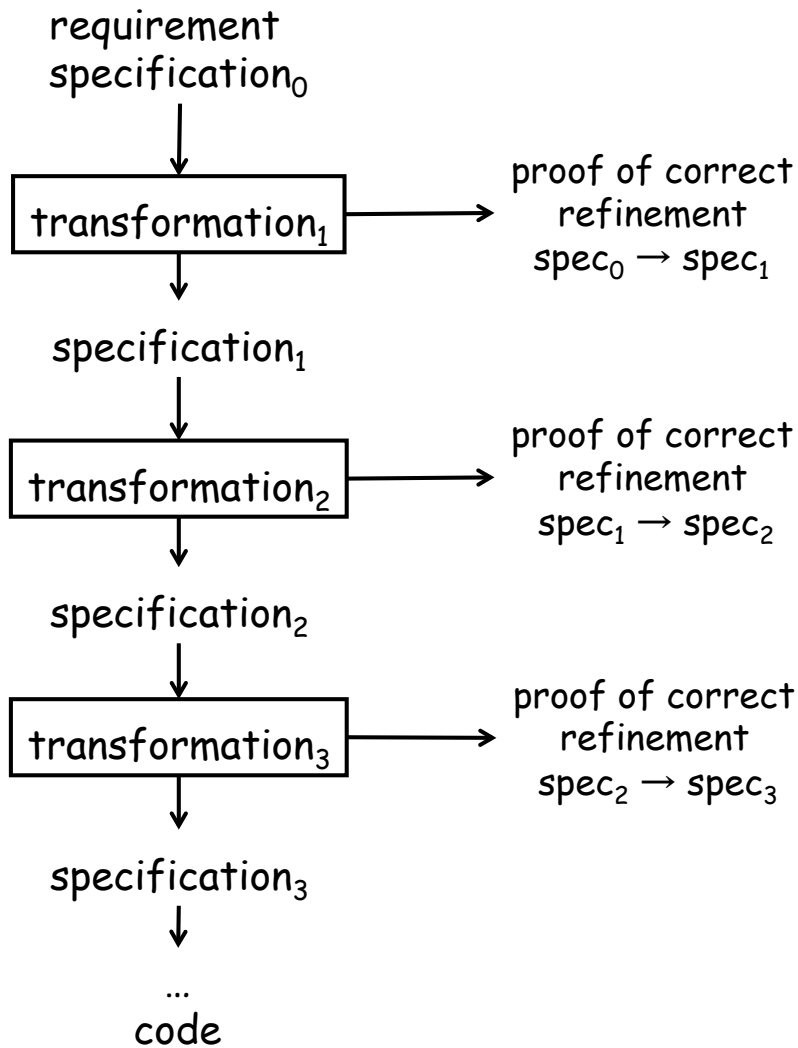 requirement
specification₀
transformation₁
proof of correct
refinement
spec₀ → spec₁
specification₁
transformation₂
proof of correct
refinement
spec₁ → spec₂
specification₂
transformation₃
proof of correct
refinement
spec₂ → spec₃
specification₃
...
code